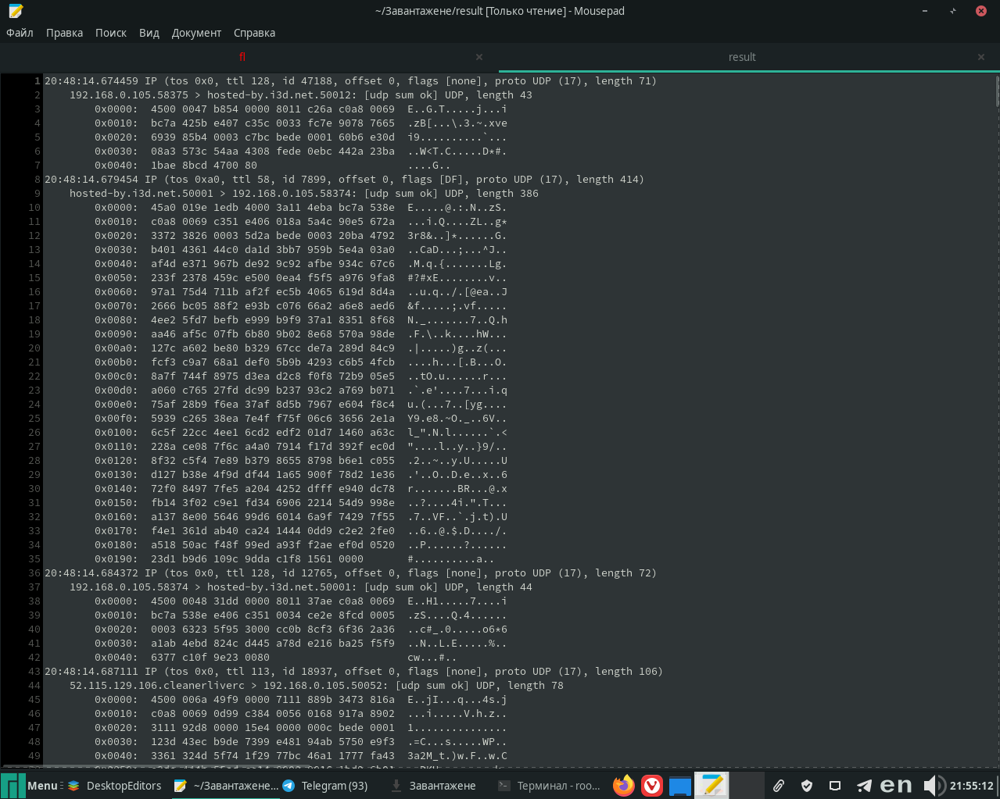 ~/Завантажене/result [Только чтение] - Mousepad
Файл Правка Поиск Вид Документ Справка
fl
result
1 20:48:14.674459 IP (tos 0x0, ttl 128, id 47188, offset 0, flags [none], proto UDP (17), length 71)
2 192.168.0.105.58375 > hosted-by.i3d.net.50012: [udp sum ok] UDP, length 43
3 0x0000: 4500 0047 b854 0000 8011 c26a c0a8 0069 E..G.T.....j...i
4 0x0010: bc7a 425b e407 c35c 0033 fc7e 9078 7665 .zB[...\.3.~.xve
5 0x0020: 6939 85b4 0003 c7bc bede 0001 60b6 e30d i9..........`...
6 0x0030: 08a3 573c 54aa 4308 fede 0ebc 442a 23ba ..W<T.C.....D*#.
7 0x0040: 1bae 8bcd 4700 80 ....G..
8 20:48:14.679454 IP (tos 0xa0, ttl 58, id 7899, offset 0, flags [DF], proto UDP (17), length 414)
9 hosted-by.i3d.net.50001 > 192.168.0.105.58374: [udp sum ok] UDP, length 386
10 0x0000: 45a0 019e 1edb 4000 3a11 4eba bc7a 538e E.....@.:.N..zS.
11 0x0010: c0a8 0069 c351 e406 018a 5a4c 90e5 672a ...i.Q....ZL..g*
12 0x0020: 3372 3826 0003 5d2a bede 0003 20ba 4792 3r8&..]*......G.
13 0x0030: b401 4361 44c0 da1d 3bb7 959b 5e4a 03a0 ..CaD...;...^J..
14 0x0040: af4d e371 967b de92 9c92 afbe 934c 67c6 .M.q.{.......Lg.
15 0x0050: 233f 2378 459c e500 0ea4 f5f5 a976 9fa8 #?#xE........v..
16 0x0060: 97a1 75d4 711b af2f ec5b 4065 619d 8d4a ..u.q../.[@ea..J
17 0x0070: 2666 bc05 88f2 e93b c076 66a2 a6e8 aed6 &f.....;.vf.....
18 0x0080: 4ee2 5fd7 befb e999 b9f9 37a1 8351 8f68 N._.......7..Q.h
19 0x0090: aa46 af5c 07fb 6b80 9b02 8e68 570a 98de .F.\..k....hW...
20 0x00a0: 127c a602 be80 b329 67cc de7a 289d 84c9 .|.....)g..z(...
21 0x00b0: fcf3 c9a7 68a1 def0 5b9b 4293 c6b5 4fcb ....h...[.B...O.
22 0x00c0: 8a7f 744f 8975 d3ea d2c8 f0f8 72b9 05e5 ..tO.u......r...
23 0x00d0: a060 c765 27fd dc99 b237 93c2 a769 b071 .`.e'....7...i.q
24 0x00e0: 75af 28b9 f6ea 37af 8d5b 7967 e604 f8c4 u.(...7..[yg....
25 0x00f0: 5939 c265 38ea 7e4f f75f 06c6 3656 2e1a Y9.e8.~O._..6V..
26 0x0100: 6c5f 22cc 4ee1 6cd2 edf2 01d7 1460 a63c l_".N.l......`.<
27 0x0110: 228a ce08 7f6c a4a0 7914 f17d 392f ec0d "....l..y..}9/..
28 0x0120: 8f32 c5f4 7e89 b379 8655 8798 b6e1 c055 .2..~..y.U.....U
29 0x0130: d127 b38e 4f9d df44 1a65 900f 78d2 1e36 .'..O..D.e..x..6
30 0x0140: 72f0 8497 7fe5 a204 4252 dfff e940 dc78 r.......BR...@.x
31 0x0150: fb14 3f02 c9e1 fd34 6906 2214 54d9 998e ..?....4i.".T...
32 0x0160: a137 8e00 5646 99d6 6014 6a9f 7429 7f55 .7..VF..`.j.t).U
33 0x0170: f4e1 361d ab40 ca24 1444 0dd9 c2e2 2fe0 ..6..@.$.D..../.
34 0x0180: a518 50ac f48f 99ed a93f f2ae ef0d 0520 ..P......?......
35 0x0190: 23d1 b9d6 109c 9dda c1f8 1561 0000 #..........a..
36 20:48:14.684372 IP (tos 0x0, ttl 128, id 12765, offset 0, flags [none], proto UDP (17), length 72)
37 192.168.0.105.58374 > hosted-by.i3d.net.50001: [udp sum ok] UDP, length 44
38 0x0000: 4500 0048 31dd 0000 8011 37ae c0a8 0069 E..H1.....7....i
39 0x0010: bc7a 538e e406 c351 0034 ce2e 8fcd 0005 .zS....Q.4......
40 0x0020: 0003 6323 5f95 3000 cc0b 8cf3 6f36 2a36 ..c#_.0.....o6*6
41 0x0030: a1ab 4ebd 824c d445 a78d e216 ba25 f5f9 ..N..L.E.....%..
42 0x0040: 6377 c10f 9e23 0080 cw...#..
43 20:48:14.687111 IP (tos 0x0, ttl 113, id 18937, offset 0, flags [none], proto UDP (17), length 106)
44 52.115.129.106.cleanerliverc > 192.168.0.105.50052: [udp sum ok] UDP, length 78
45 0x0000: 4500 006a 49f9 0000 7111 889b 3473 816a E..jI...q...4s.j
46 0x0010: c0a8 0069 0d99 c384 0056 0168 917a 8902 ...i.....V.h.z..
47 0x0020: 3111 92d8 0000 15e4 0000 000c bede 0001 1...............
48 0x0030: 123d 43ec b9de 7399 e481 94ab 5750 e9f3 .=C...s.....WP..
49 0x0040: 3361 324d 5f74 1f29 77bc 46a1 1777 fa43 3a2M_t.)w.F..w.C
Menu DesktopEditors ~/Завантажене... Telegram (93) Завантажене Терминал - roo... en 21:55:12